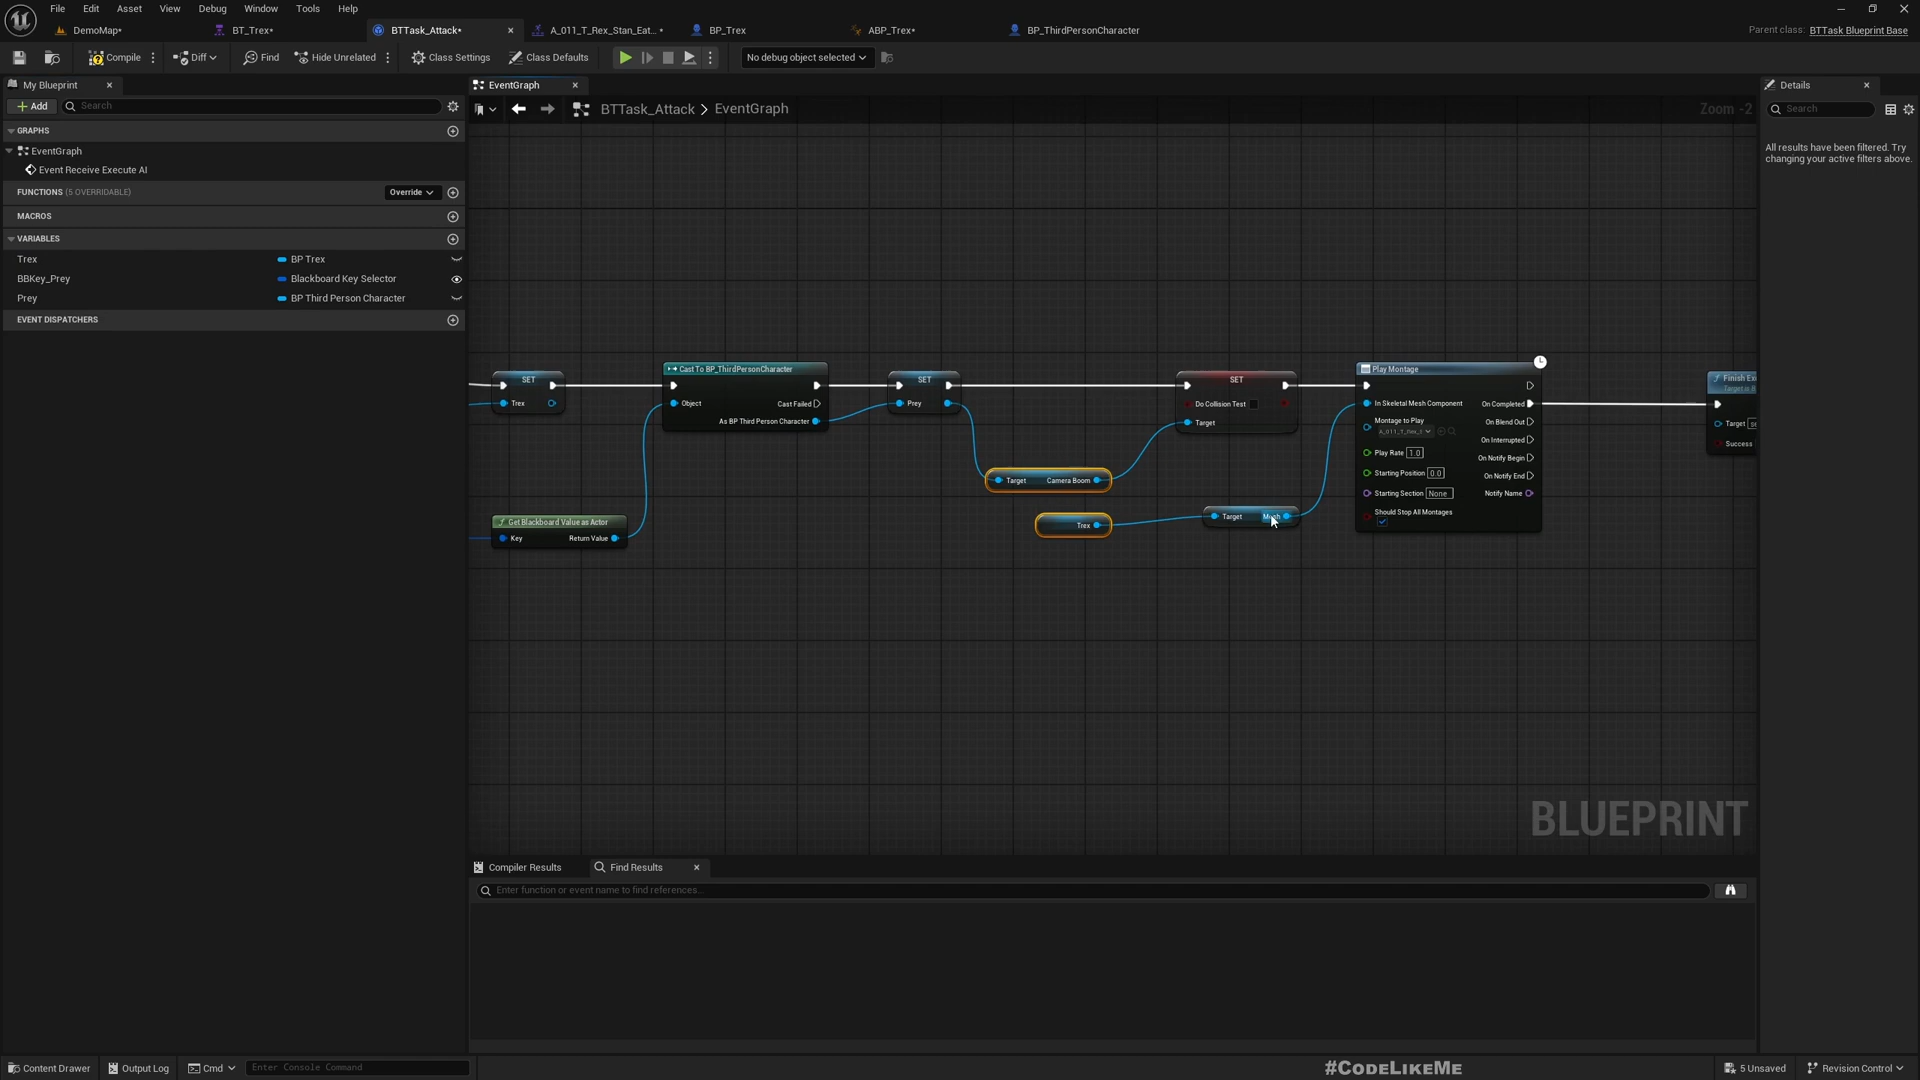 File Edit Asset View Debug Window Tools Help
DemoMap* BT_Trex* BTTask_Attack* A_011_T_Rex_Stan_Eat... * BP_Trex ABP_Trex* BP_ThirdPersonCharacter Parent class: BTTask Blueprint Base
Compile Diff Find Hide Unrelated Class Settings Class Defaults No debug object selected
My Blueprint EventGraph Details
Add Search BTTask_Attack > EventGraph Zoom -2 Search
GRAPHS
EventGraph
Event Receive Execute AI
FUNCTIONS (5 OVERRIDABLE) Override
MACROS
VARIABLES
Trex BP Trex
BBKey_Prey Blackboard Key Selector
Prey BP Third Person Character
EVENT DISPATCHERS
All results have been filtered. Try
changing your active filters above.
SET
Trex
Cast To BP_ThirdPersonCharacter
Object Cast Failed
As BP Third Person Character
Get Blackboard Value as Actor
Key Return Value
SET
Prey
Target Camera Boom
Trex
SET
Do Collision Test
Target
Target Mesh
Play Montage
In Skeletal Mesh Component On Completed
Montage to Play On Blend Out
On Interrupted
Play Rate 1.0 On Notify Begin
Starting Position 0.0 On Notify End
Starting Section None Notify Name
Should Stop All Montages
Finish Exe
Target
Success
BLUEPRINT
Compiler Results Find Results
Enter function or event name to find references...
Content Drawer Output Log Cmd Enter Console Command #CODELIKEME 5 Unsaved Revision Control